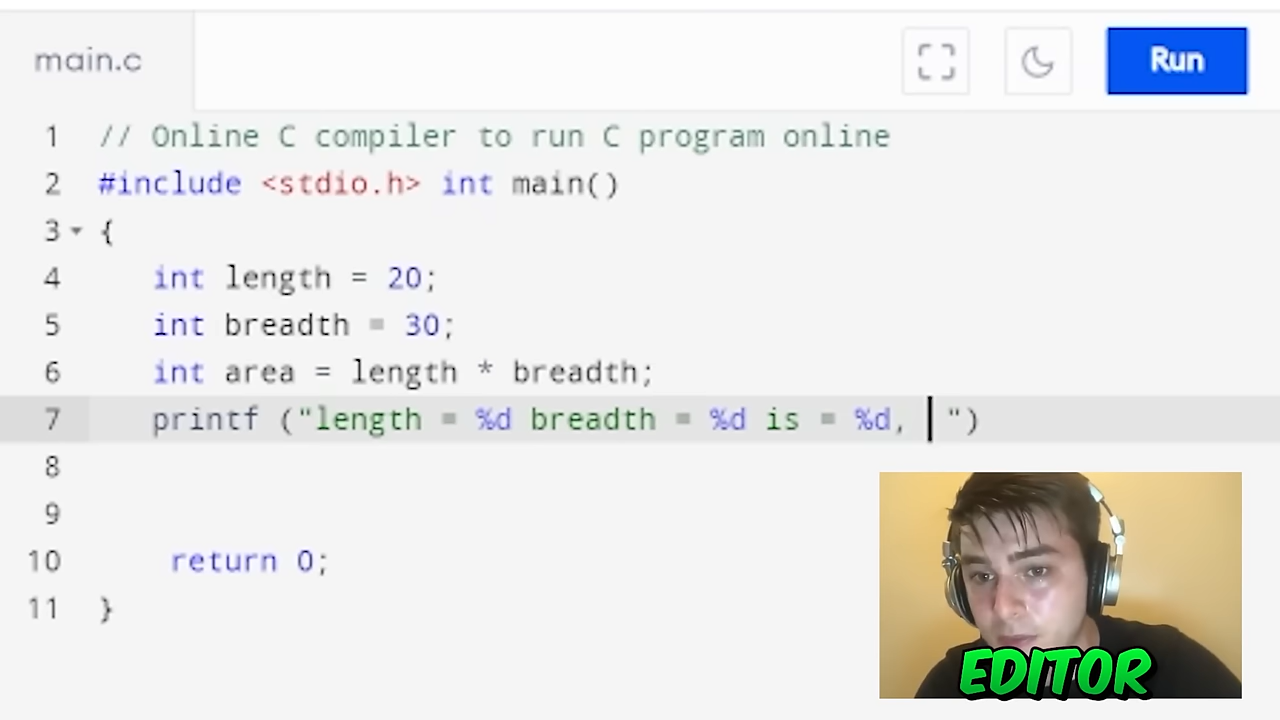 main.c
Run
1 // Online C compiler to run C program online
2 #include <stdio.h> int main()
3 {
4 int length = 20;
5 int breadth = 30;
6 int area = length * breadth;
7 printf ("length = %d breadth = %d is = %d, ")
8
9
10 return 0;
11 }
EDITOR